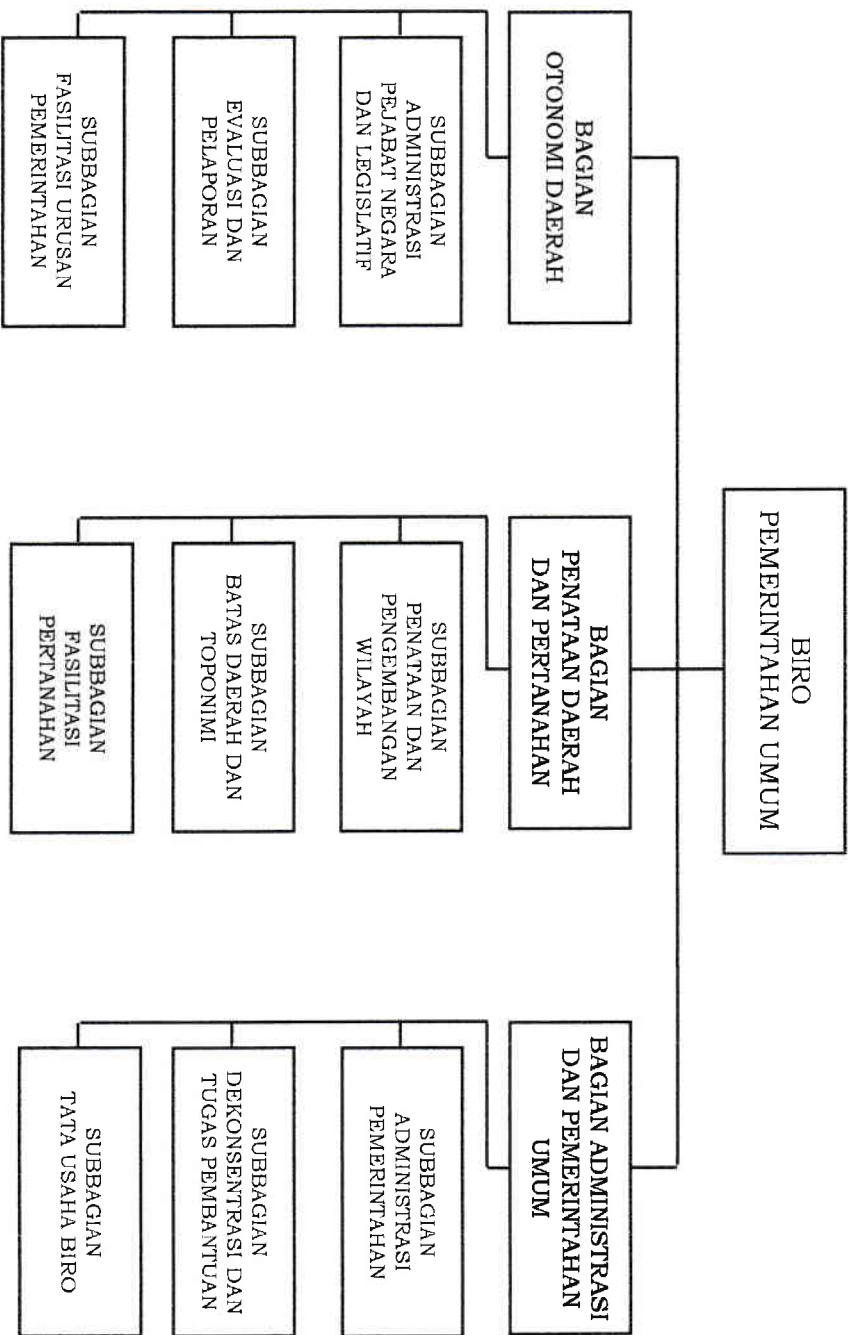 BIRO
PEMERINTAHAN UMUM
BAGIAN
OTONOMI DAERAH
SUBBAGIAN
ADMINISTRASI
PEJABAT NEGARA
DAN LEGISLATIF
SUBBAGIAN
EVALUASI DAN
PELAPORAN
SUBBAGIAN
FASILITASI URUSAN
PEMERINTAHAN
BAGIAN
PENATAAN DAERAH
DAN PERTANAHAN
SUBBAGIAN
PENATAAN DAN
PENGEMBANGAN
WILAYAH
SUBBAGIAN
BATAS DAERAH DAN
TOPONIMI
SUBBAGIAN
FASILITASI
PERTANAHAN
BAGIAN ADMINISTRASI
DAN PEMERINTAHAN
UMUM
SUBBAGIAN
ADMINISTRASI
PEMERINTAHAN
SUBBAGIAN
DEKONSENTRASI DAN
TUGAS PEMBANTUAN
SUBBAGIAN
TATA USAHA BIRO